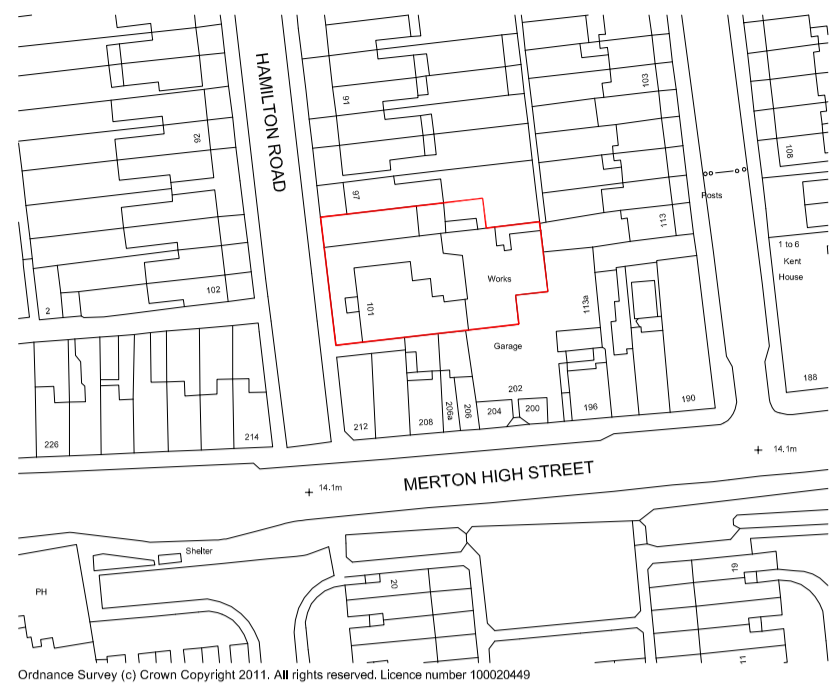 HAMILTON ROAD
92
91
103
108
Posts
97
113
1 to 6
Kent
House
Works
2
102
101
113a
Garage
202
188
190
196
200
204
206
206a
208
212
214
226
14.1m
MERTON HIGH STREET
14.1m
Shelter
PH
20
19
11
Ordnance Survey (c) Crown Copyright 2011. All rights reserved. Licence number 100020449